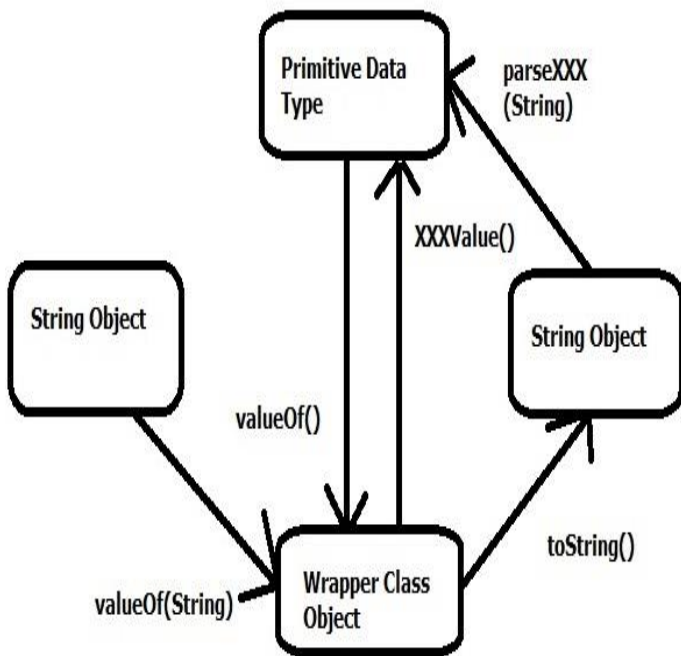 Primitive Data
Type
parseXXX
(String)
XXXValue()
String Object
String Object
valueOf()
toString()
Wrapper Class
Object
valueOf(String)